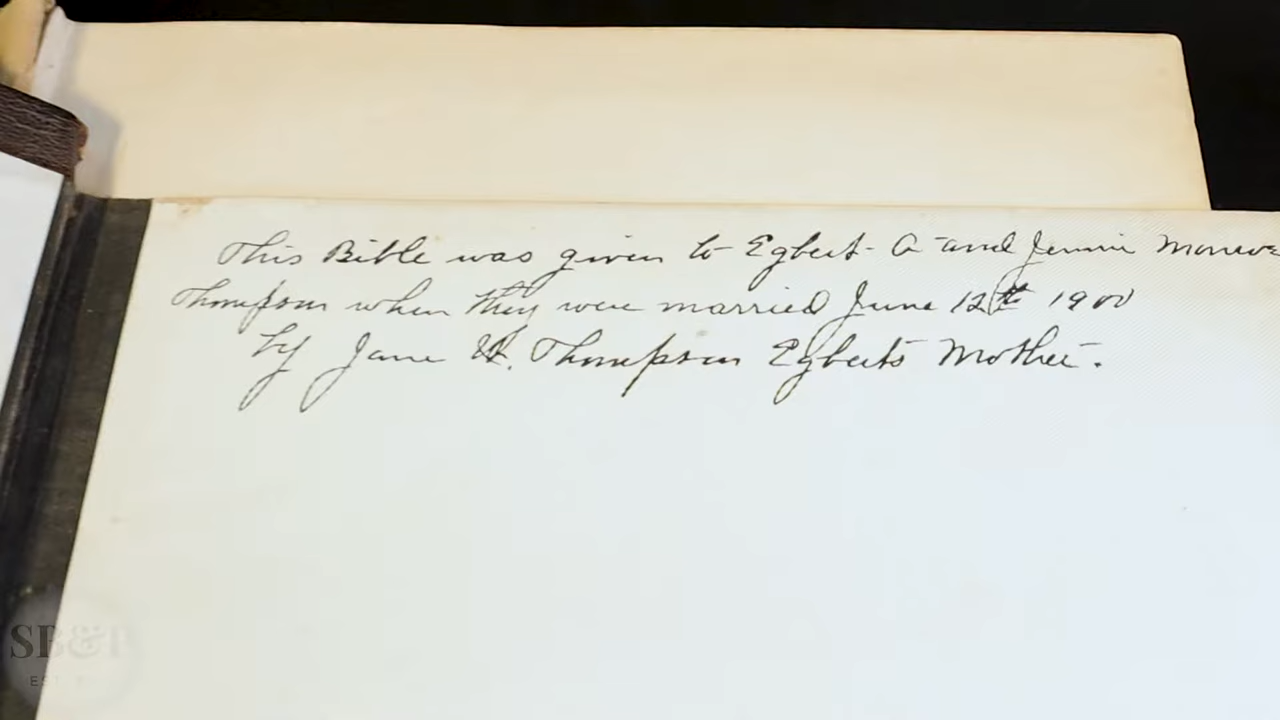 This Bible was given to Egbert A and Jennie
Thompson when they were married June 12th 1900
by Jane H. Thompson Egberts Mother.
SB&P